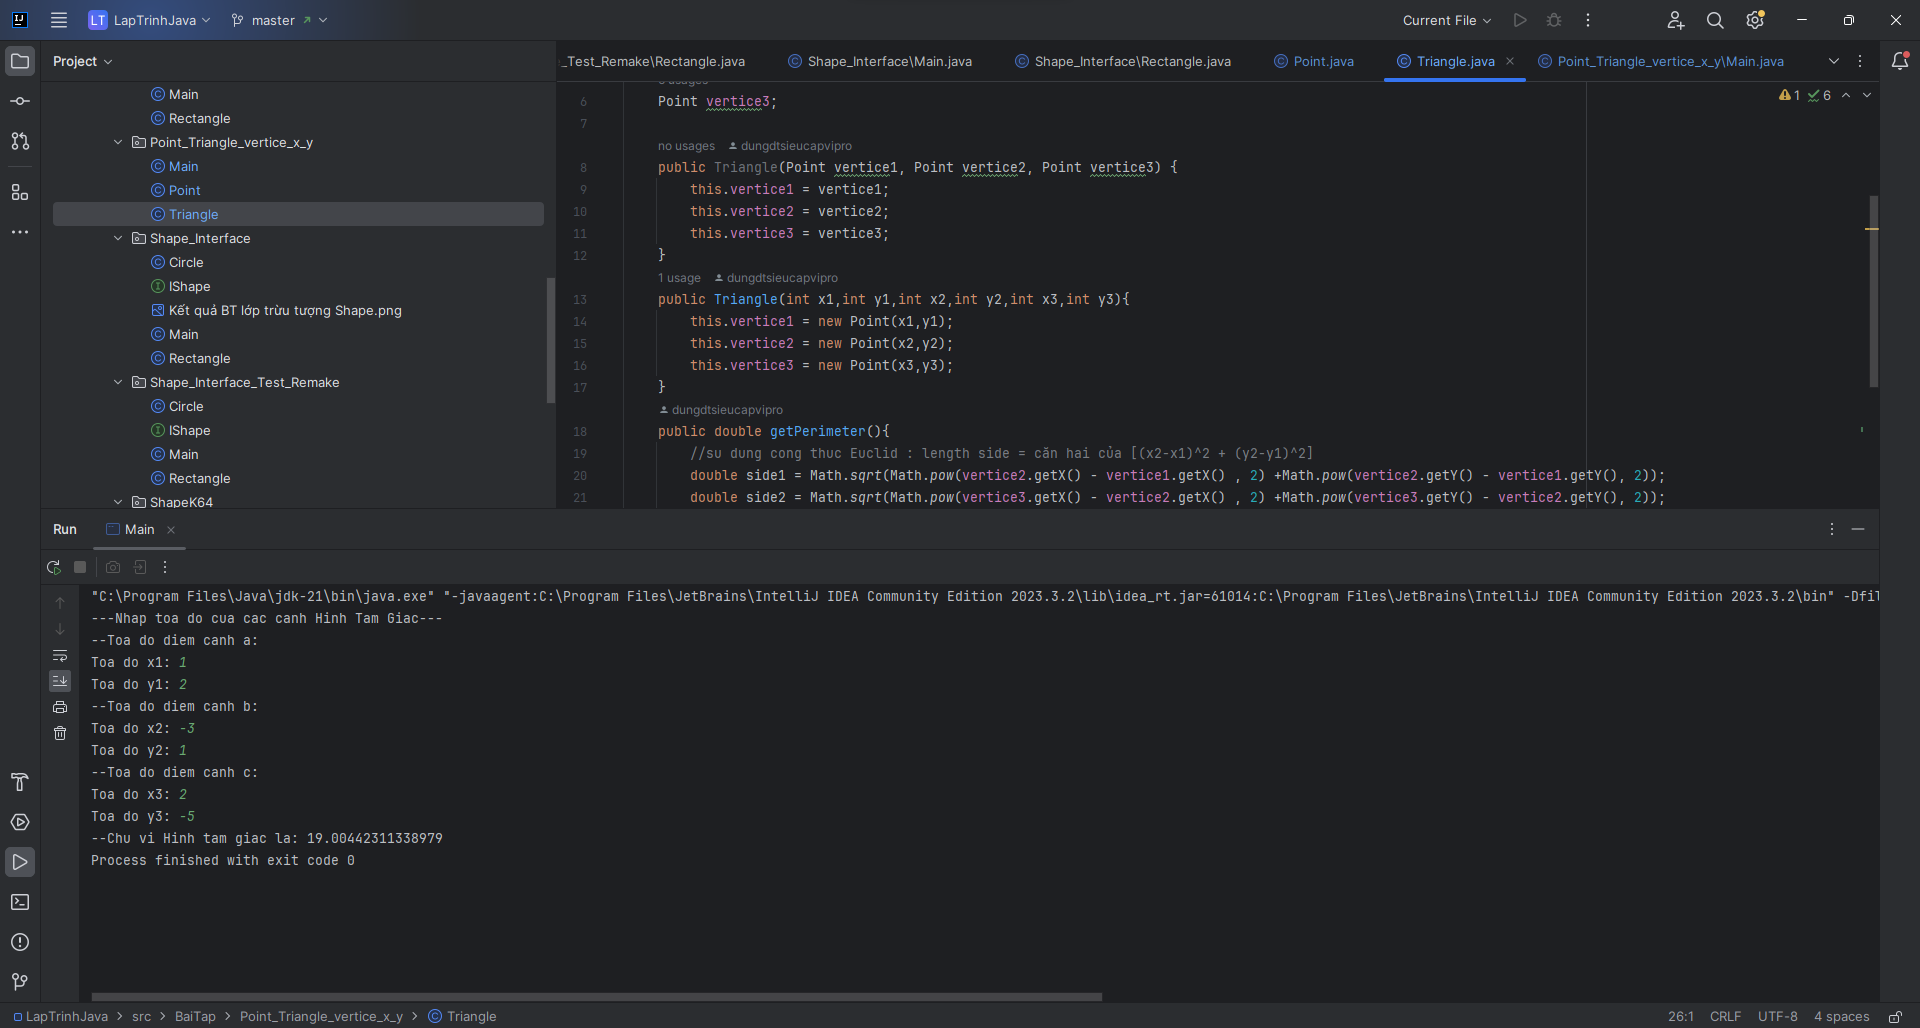 LT LapTrinhJava master Current File
Project
_Test_Remake\Rectangle.java Shape_Interface\Main.java Shape_Interface\Rectangle.java Point.java Triangle.java Point_Triangle_vertice_x_y\Main.java
Main
Rectangle
Point_Triangle_vertice_x_y
Main
Point
Triangle
Shape_Interface
Circle
IShape
Kết quả BT lớp trừu tượng Shape.png
Main
Rectangle
Shape_Interface_Test_Remake
Circle
IShape
Main
Rectangle
ShapeK64
1 6
6 Point vertice3;
7
no usages dungdtsieucapvipro
8 public Triangle(Point vertice1, Point vertice2, Point vertice3) {
9 this.vertice1 = vertice1;
10 this.vertice2 = vertice2;
11 this.vertice3 = vertice3;
12 }
1 usage dungdtsieucapvipro
13 public Triangle(int x1,int y1,int x2,int y2,int x3,int y3){
14 this.vertice1 = new Point(x1,y1);
15 this.vertice2 = new Point(x2,y2);
16 this.vertice3 = new Point(x3,y3);
17 }
dungdtsieucapvipro
18 public double getPerimeter(){
19 //su dung cong thuc Euclid : length side = căn hai của [(x2-x1)^2 + (y2-y1)^2]
20 double side1 = Math.sqrt(Math.pow(vertice2.getX() - vertice1.getX() , 2) +Math.pow(vertice2.getY() - vertice1.getY(), 2));
21 double side2 = Math.sqrt(Math.pow(vertice3.getX() - vertice2.getX() , 2) +Math.pow(vertice3.getY() - vertice2.getY(), 2));
Run Main
"C:\Program Files\Java\jdk-21\bin\java.exe" "-javaagent:C:\Program Files\JetBrains\IntelliJ IDEA Community Edition 2023.3.2\lib\idea_rt.jar=61014:C:\Program Files\JetBrains\IntelliJ IDEA Community Edition 2023.3.2\bin" -Dfil
---Nhap toa do cua cac canh Hinh Tam Giac---
--Toa do diem canh a:
Toa do x1: 1
Toa do y1: 2
--Toa do diem canh b:
Toa do x2: -3
Toa do y2: 1
--Toa do diem canh c:
Toa do x3: 2
Toa do y3: -5
--Chu vi Hinh tam giac la: 19.00442311338979
Process finished with exit code 0
LapTrinhJava > src > BaiTap > Point_Triangle_vertice_x_y > Triangle 26:1 CRLF UTF-8 4 spaces